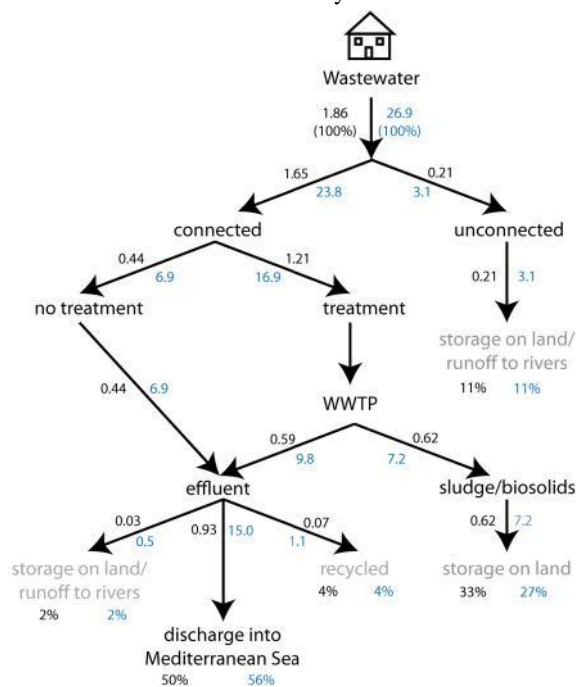 Wastewater
1.86 26.9
(100%) (100%)
1.65 0.21
23.8 3.1
connected unconnected
0.44 1.21
6.9 16.9
0.21 3.1
no treatment treatment
storage on land/
runoff to rivers
11% 11%
0.44 6.9
WWTP
0.59 0.62
9.8 7.2
effluent sludge/biosolids
0.03 0.93 15.0 0.07
0.5 1.1
0.62 7.2
storage on land/
runoff to rivers
2% 2%
recycled
4% 4%
storage on land
33% 27%
discharge into
Mediterranean Sea
50% 56%